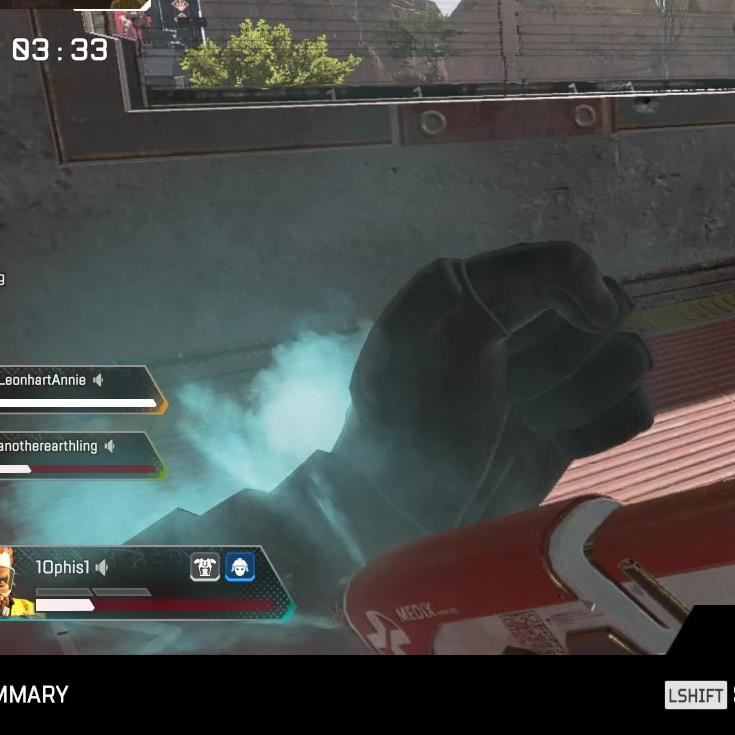 03:33
g
LeonhartAnnie
anotherearthling
1Ophis1
MEDIX
MMARY
LSHIFT